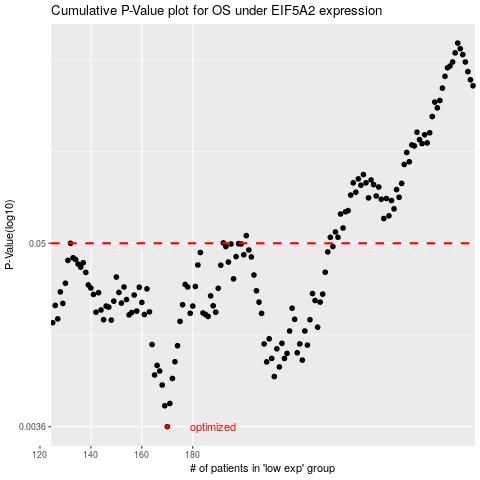 Cumulative P-Value plot for OS under EIF5A2 expression
P-Value(log10)
0.05
0.0036
optimized
120 140 160 180
# of patients in 'low exp' group